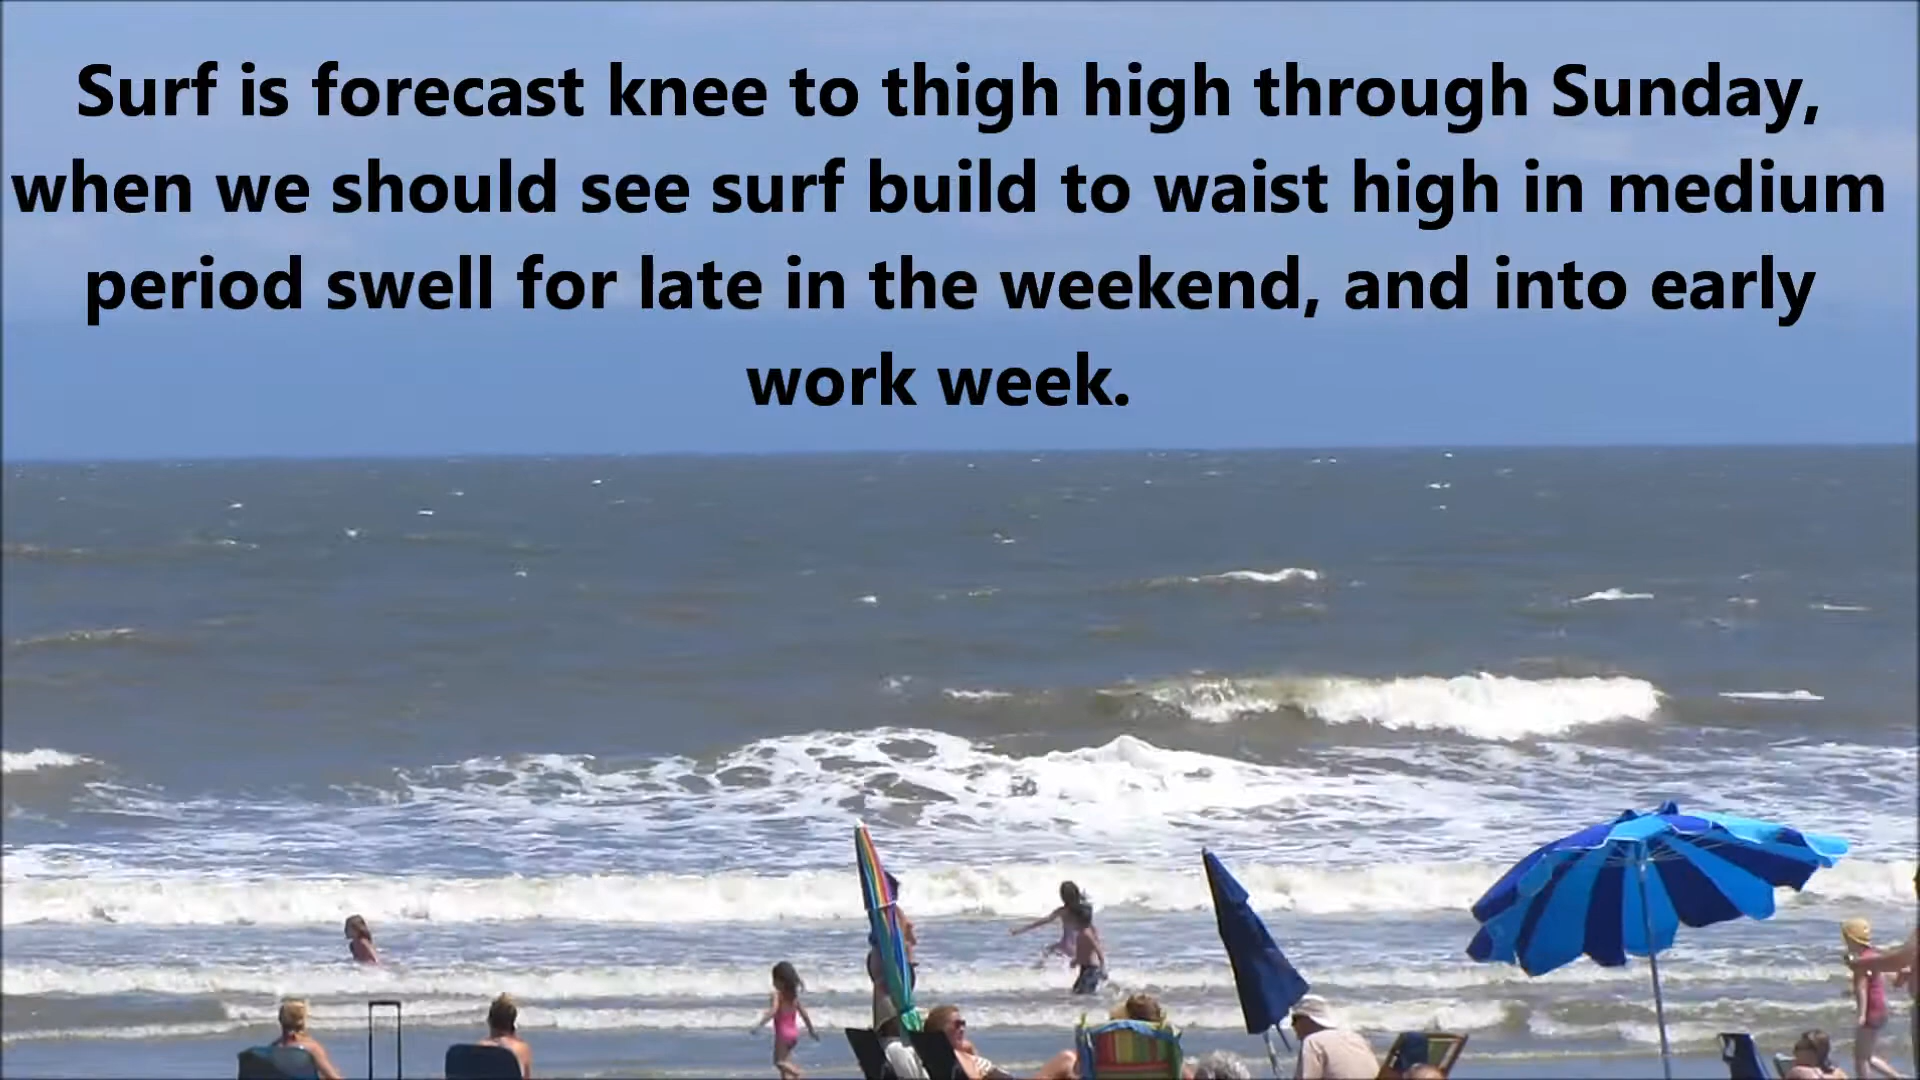 Surf is forecast knee to thigh high through Sunday,
when we should see surf build to waist high in medium
period swell for late in the weekend, and into early
work week.